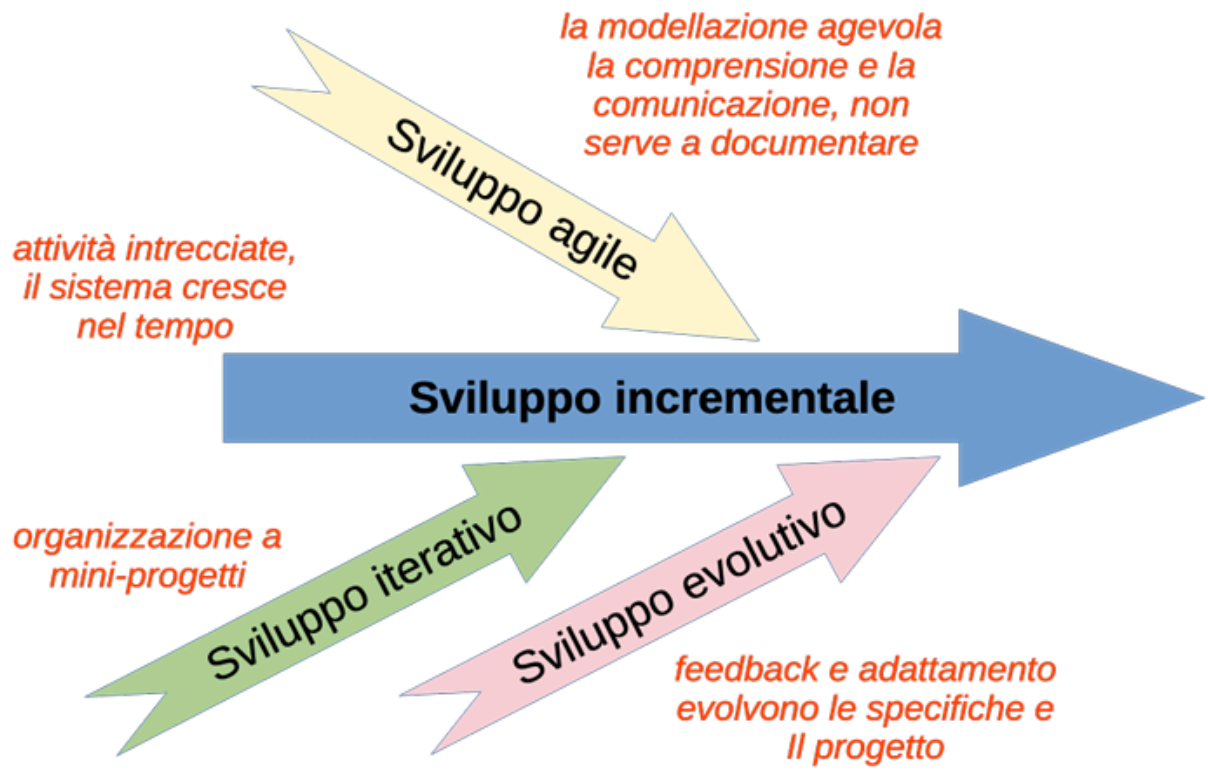 la modellazione agevola
la comprensione e la
comunicazione, non
serve a documentare
Sviluppo agile
attività intrecciate,
il sistema cresce
nel tempo
Sviluppo incrementale
organizzazione a
mini-progetti
Sviluppo iterativo
Sviluppo evolutivo
feedback e adattamento
evolvono le specifiche e
Il progetto